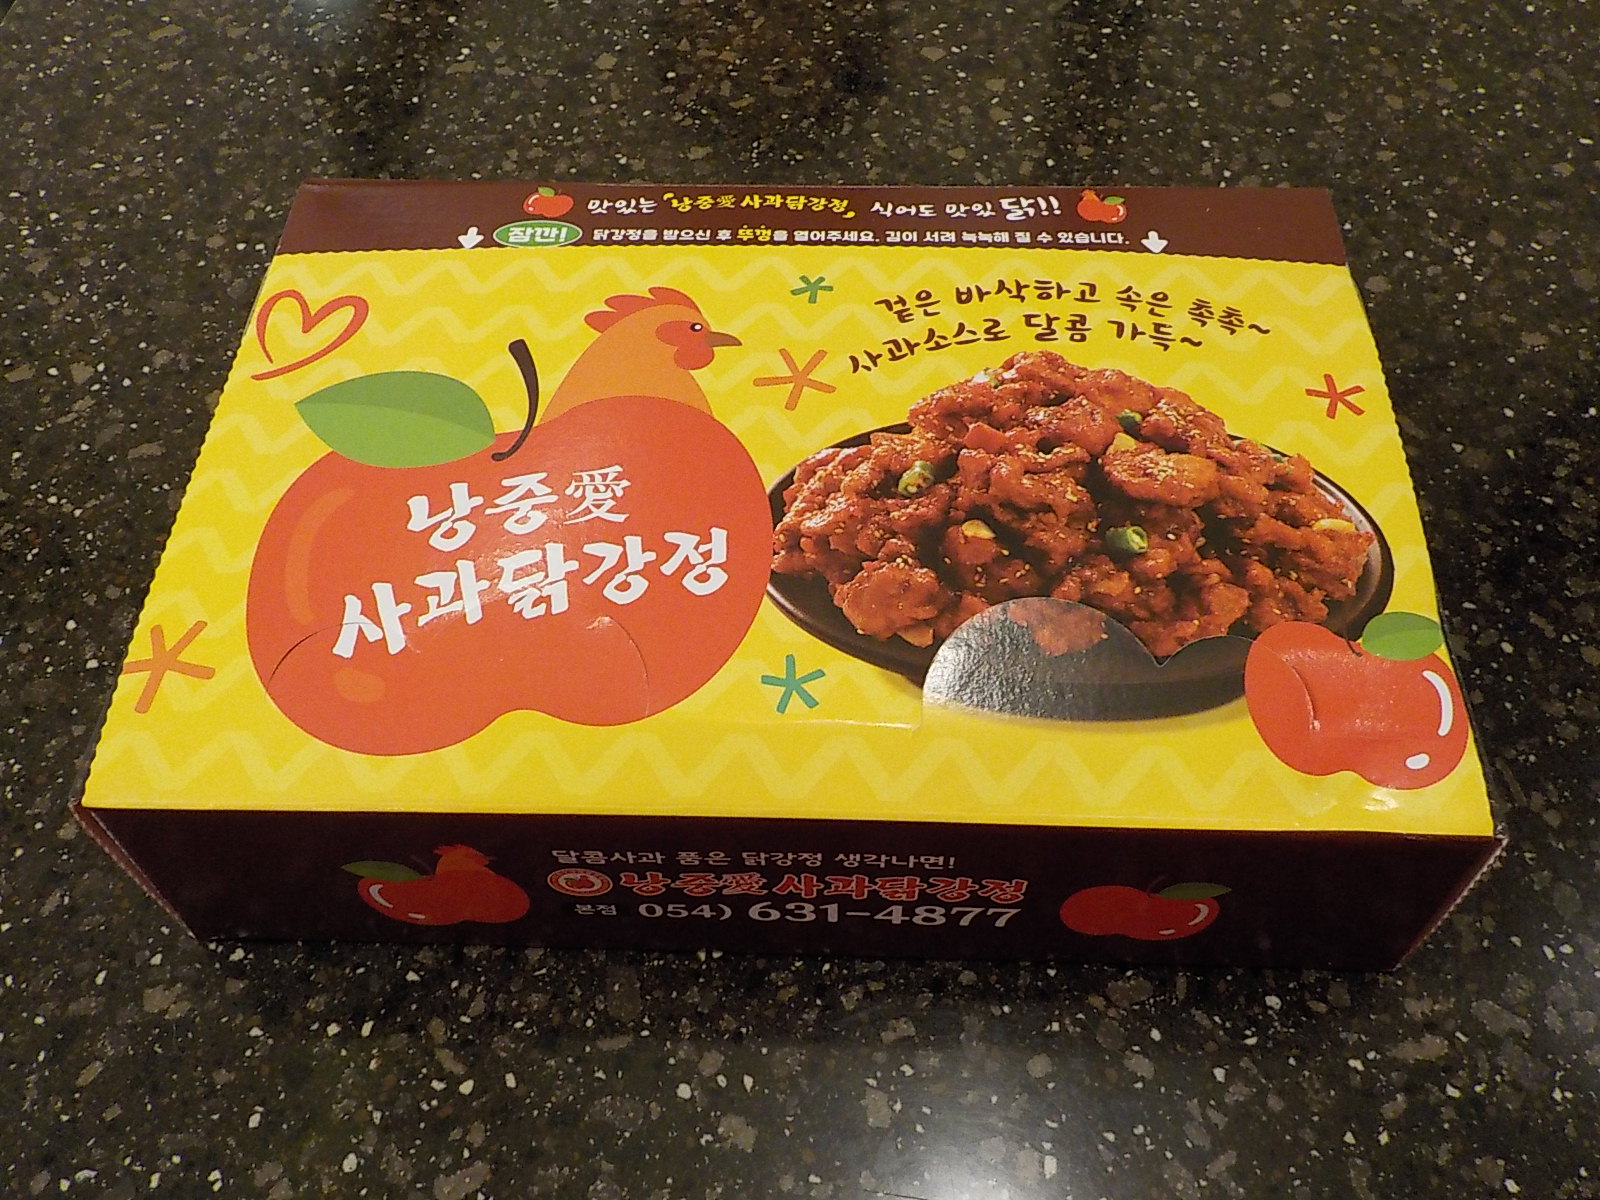 맛있는 "낭중愛사과닭강정" 식어도 맛있닭!!
잠깐! 닭강정을 받으신 후 뚜껑을 열어주세요. 김이 서려 눅눅해 질 수 있습니다.
겉은 바삭하고 속은 촉촉~
사과소스로 달콤 가득~
낭중愛
사과닭강정
달콤사과 품은 닭강정 생각나면!
낭중愛사과닭강정
본점 054) 631-4877